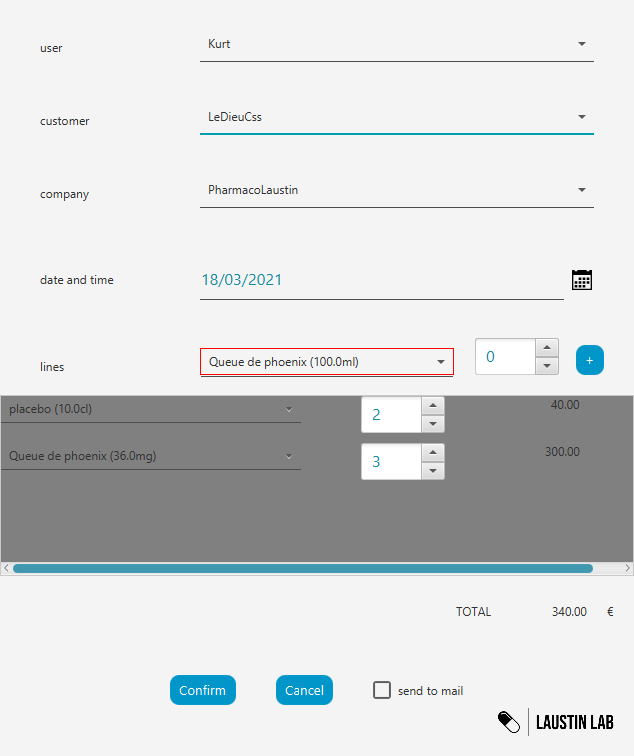 user Kurt
customer LeDieuCss
company PharmacoLaustin
date and time 18/03/2021
lines Queue de phoenix (100.0ml) 0 +
placebo (10.0cl) 2 40.00
Queue de phoenix (36.0mg) 3 300.00
TOTAL 340.00 €
Confirm Cancel send to mail
LAUSTIN LAB